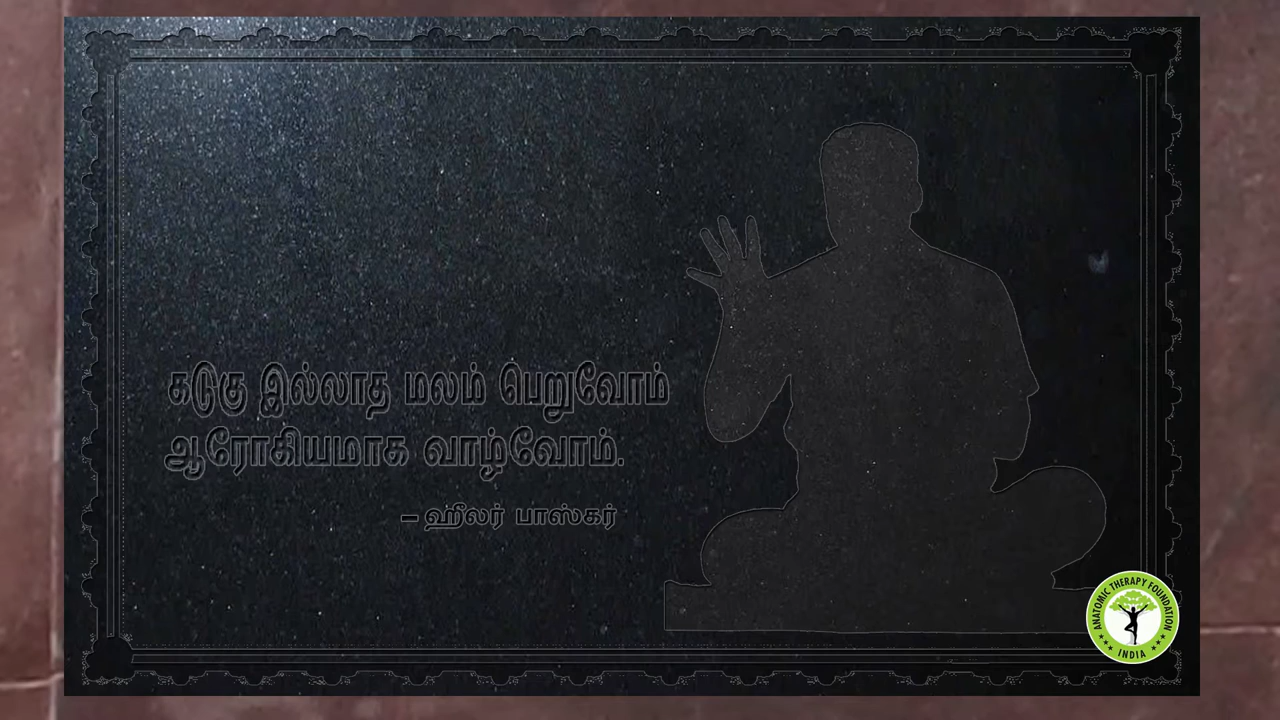 கடுகு இல்லாத மலம் பெறுவோம்
ஆரோகியமாக வாழ்வோம்.
– ஹீலர் பாஸ்கர்
ANATOMIC THERAPY FOUNDATION
INDIA